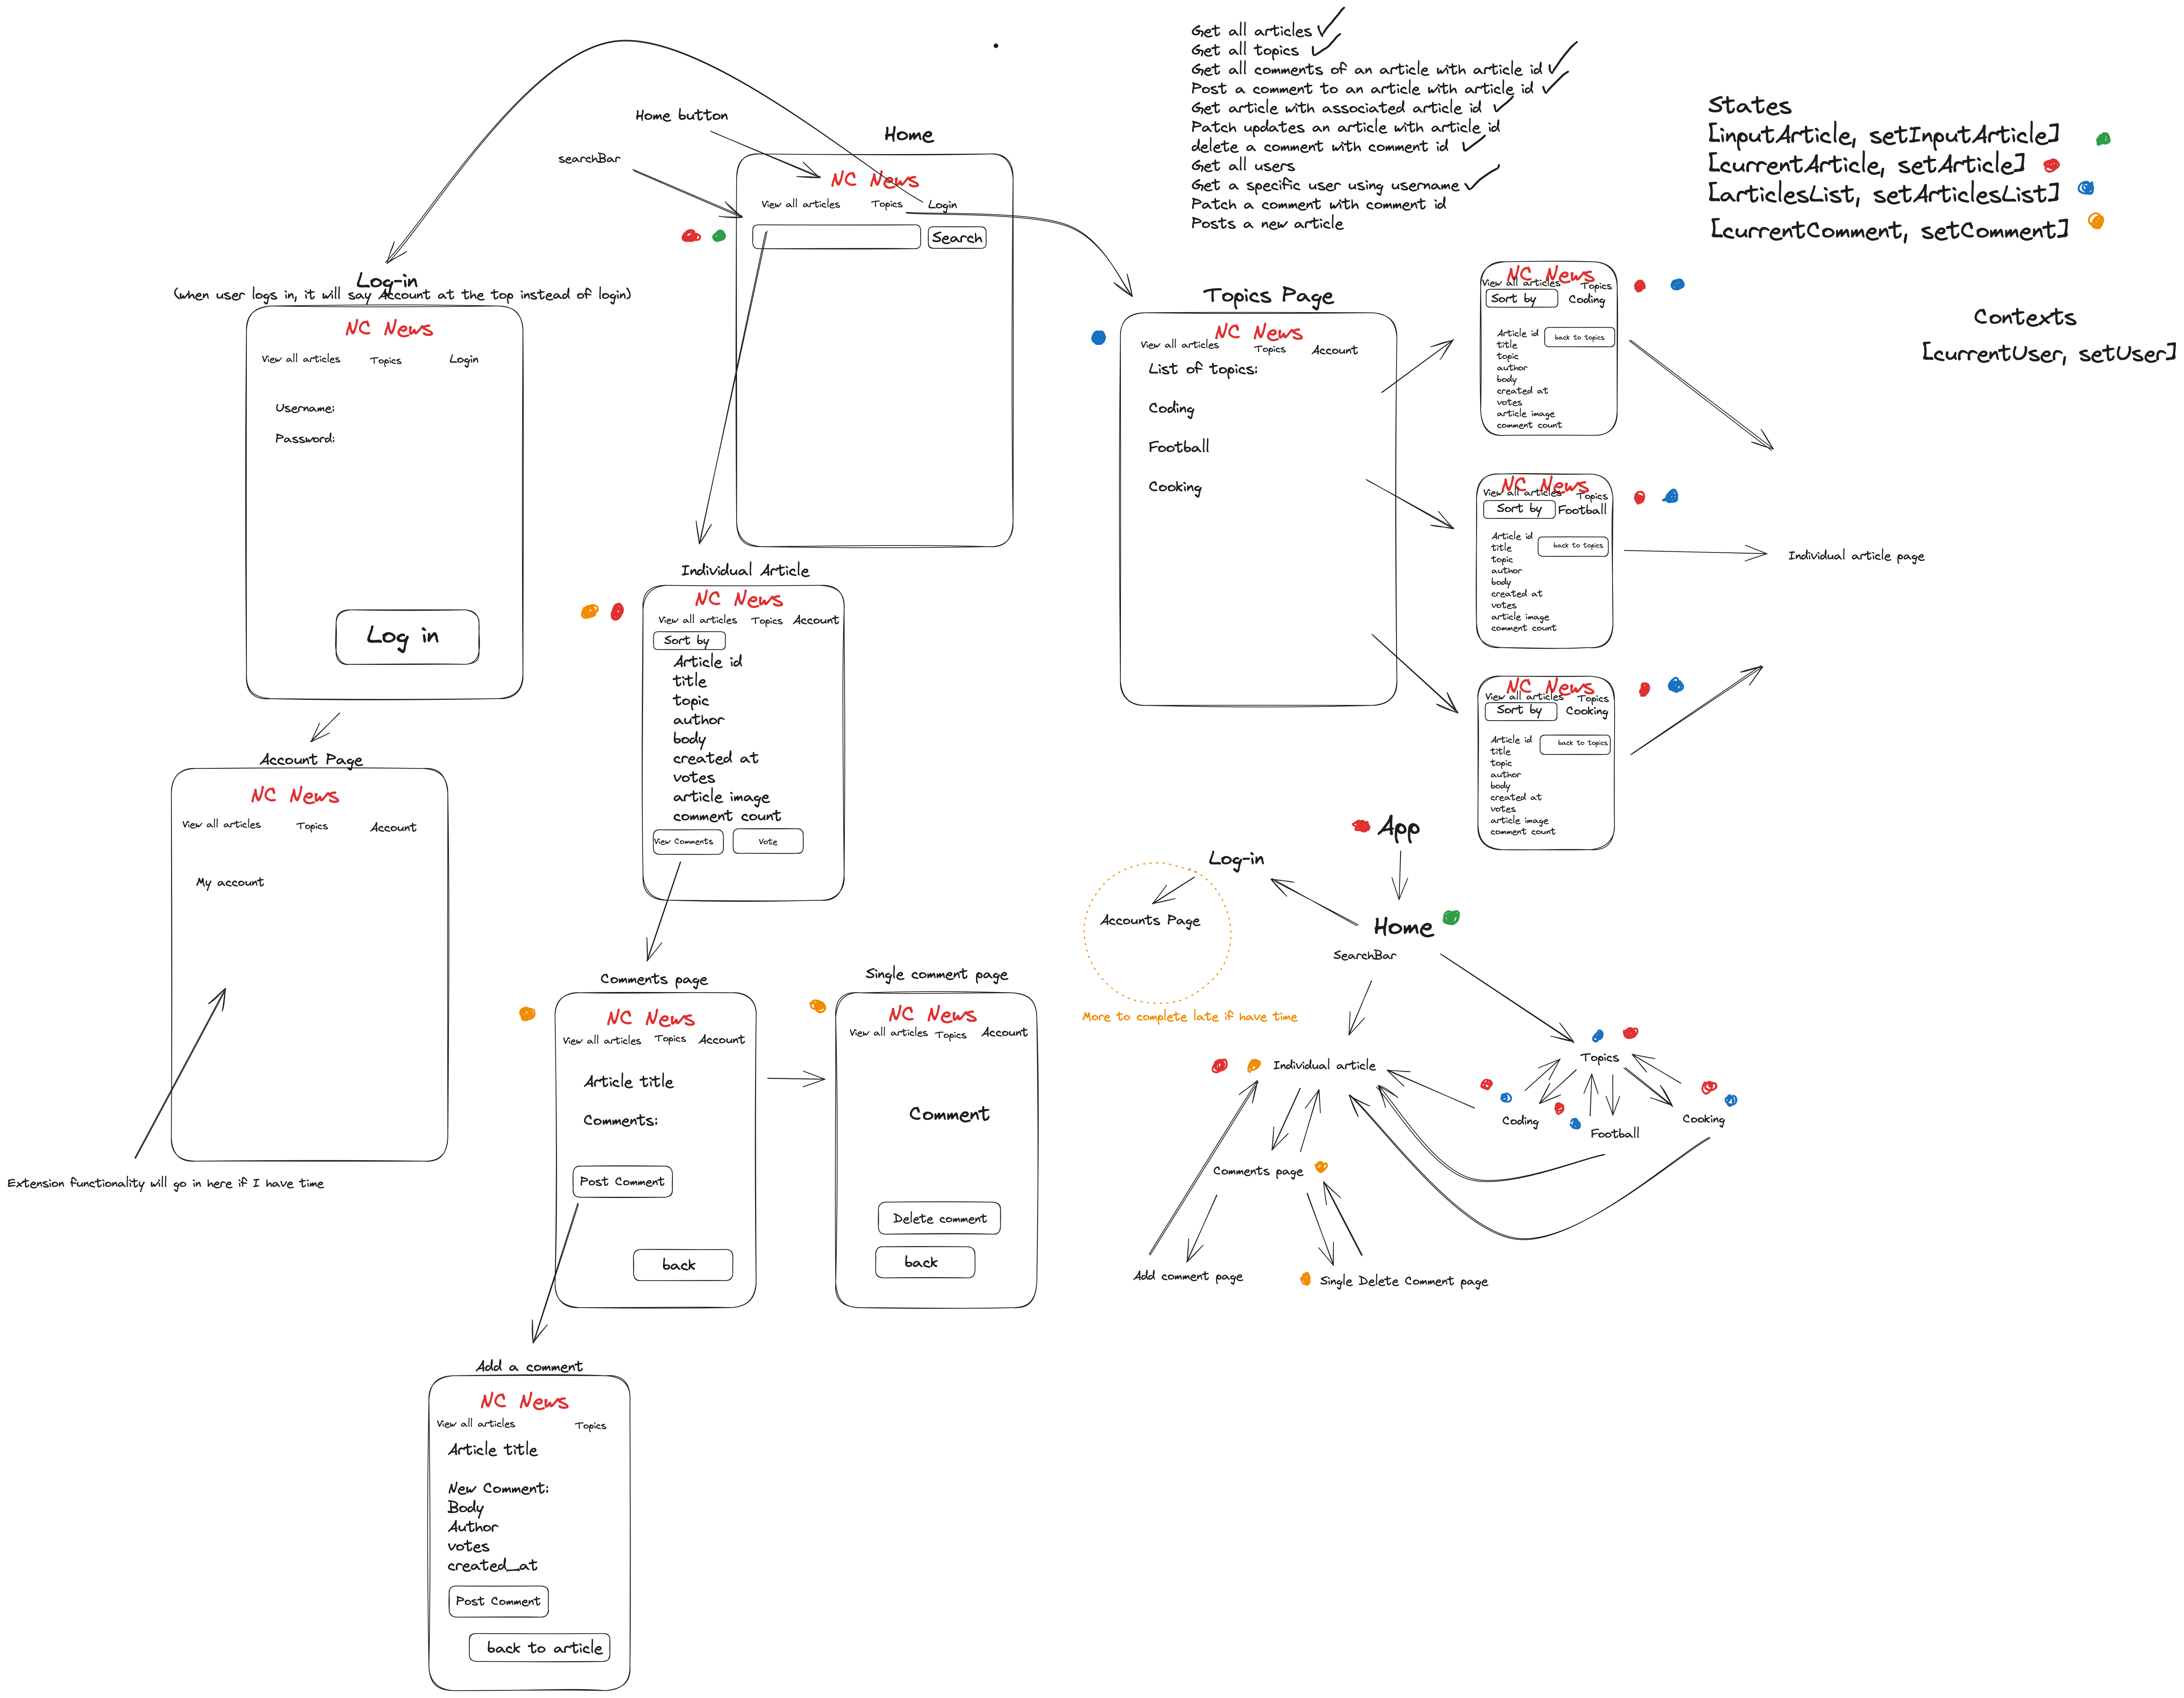 Get all articles
Get all topics
Get all comments of an article with article id
Post a comment to an article with article id
Get article with associated article id
Patch updates an article with article id
delete a comment with comment id
Get all users
Get a specific user using username
Patch a comment with comment id
Posts a new article
States
[inputArticle, setInputArticle]
[currentArticle, setArticle]
[articlesList, setArticlesList]
[currentComment, setComment]
Contexts
[currentUser, setUser]
Home button
searchBar
Home
NC News
View all articles Topics Login
Search
Log-in
(when user logs in, it will say Account at the top instead of login)
NC News
View all articles Topics Login
Username:
Password:
Log in
Account Page
NC News
View all articles Topics Account
My account
Extension functionality will go in here if I have time
Individual Article
NC News
View all articles Topics Account
Sort by
Article id
title
topic
author
body
created at
votes
article image
comment count
View Comments Vote
Comments page
NC News
View all articles Topics Account
Article title
Comments:
Post Comment
back
Single comment page
NC News
View all articles Topics Account
Comment
Delete comment
back
Add a comment
NC News
View all articles Topics
Article title
New Comment:
Body
Author
votes
created_at
Post Comment
back to article
Topics Page
NC News
View all articles Topics Account
List of topics:
Coding
Football
Cooking
NC News
View all articles Topics
Sort by Coding
Article id
back to topics
title
topic
author
body
created at
votes
article image
comment count
NC News
View all articles Topics
Sort by Football
Article id
back to topics
title
topic
author
body
created at
votes
article image
comment count
NC News
View all articles Topics
Sort by Cooking
Article id
back to topics
title
topic
author
body
created at
votes
article image
comment count
Individual article page
App
Log-in
Accounts Page
More to complete late if have time
Home
SearchBar
Individual article
Topics
Coding
Football
Cooking
Comments page
Add comment page
Single Delete Comment page